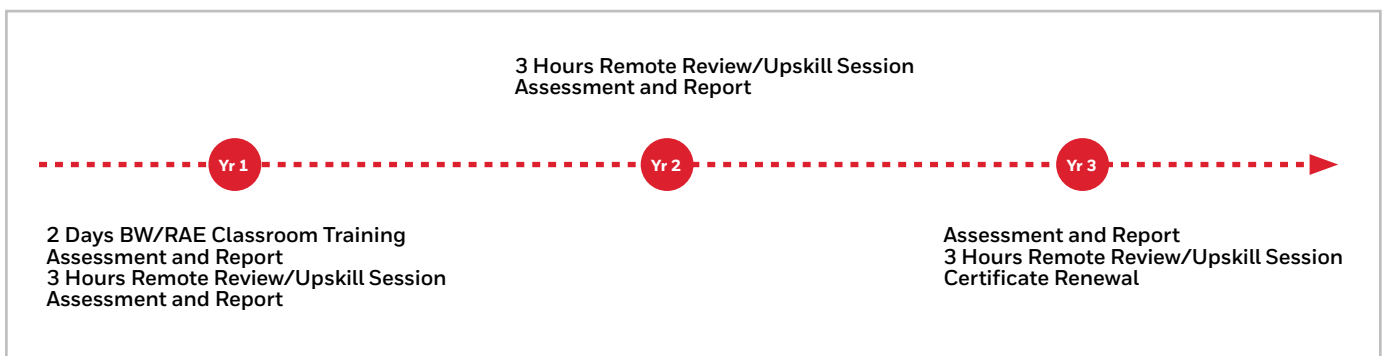 3 Hours Remote Review/Upskill Session
Assessment and Report
Yr 1
Yr 2
Yr 3
2 Days BW/RAE Classroom Training
Assessment and Report
3 Hours Remote Review/Upskill Session
Assessment and Report
Assessment and Report
3 Hours Remote Review/Upskill Session
Certificate Renewal